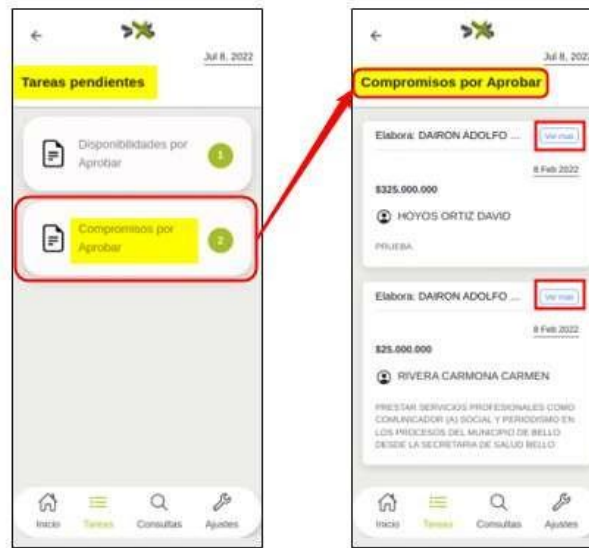 Jul 8, 2022
Tareas pendientes
Disponibilidades por
Aprobar
1
Compromisos por
Aprobar
2
Inicio
Tareas
Consultas
Ajustes
Jul 8, 202
Compromisos por Aprobar
Elabora: DAIRON ADOLFO ...
Ver mas
8 Feb 2022
$325.000.000
HOYOS ORTIZ DAVID
PRUEBA
Elabora: DAIRON ADOLFO ...
Ver mas
8 Feb 2022
$25.000.000
RIVERA CARMONA CARMEN
PRESTAR SERVICIOS PROFESIONALES COMO
COMUNICADOR (A) SOCIAL Y PERIODISMO EN
LOS PROCESOS DEL MUNICIPIO DE BELLO
DESDE LA SECRETARIA DE SALUD BELLO
Inicio
Tareas
Consultas
Ajustes